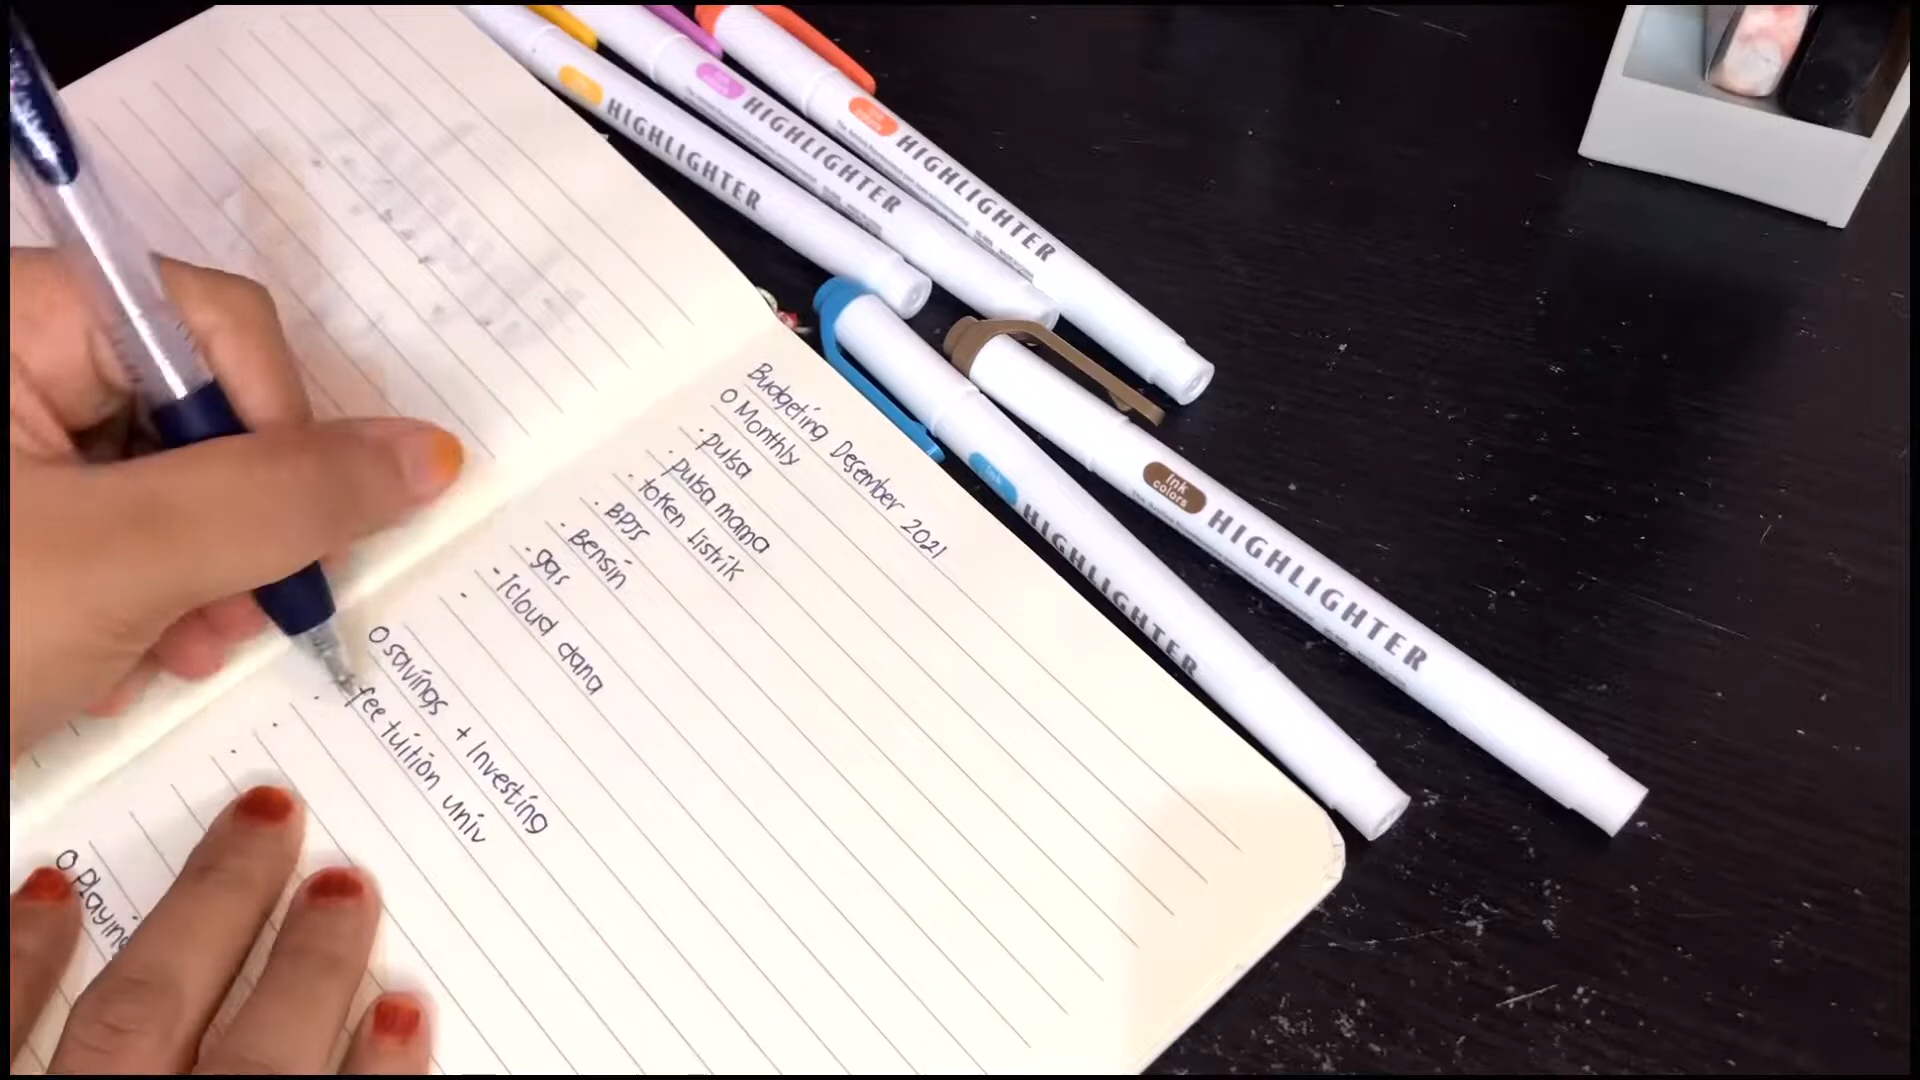 Budgeting Desember 2021
O Monthly
· pulsa
· pulsa mama
· token listrik
· BPJS
· Bensin
· gas
- Icloud dana
O savings + Investing
fee tuition univ
O Playing
HIGHLIGHTER
HIGHLIGHTER
HIGHLIGHTER
Ink
HIGHLIGHTER
Ink
colors
HIGHLIGHTER